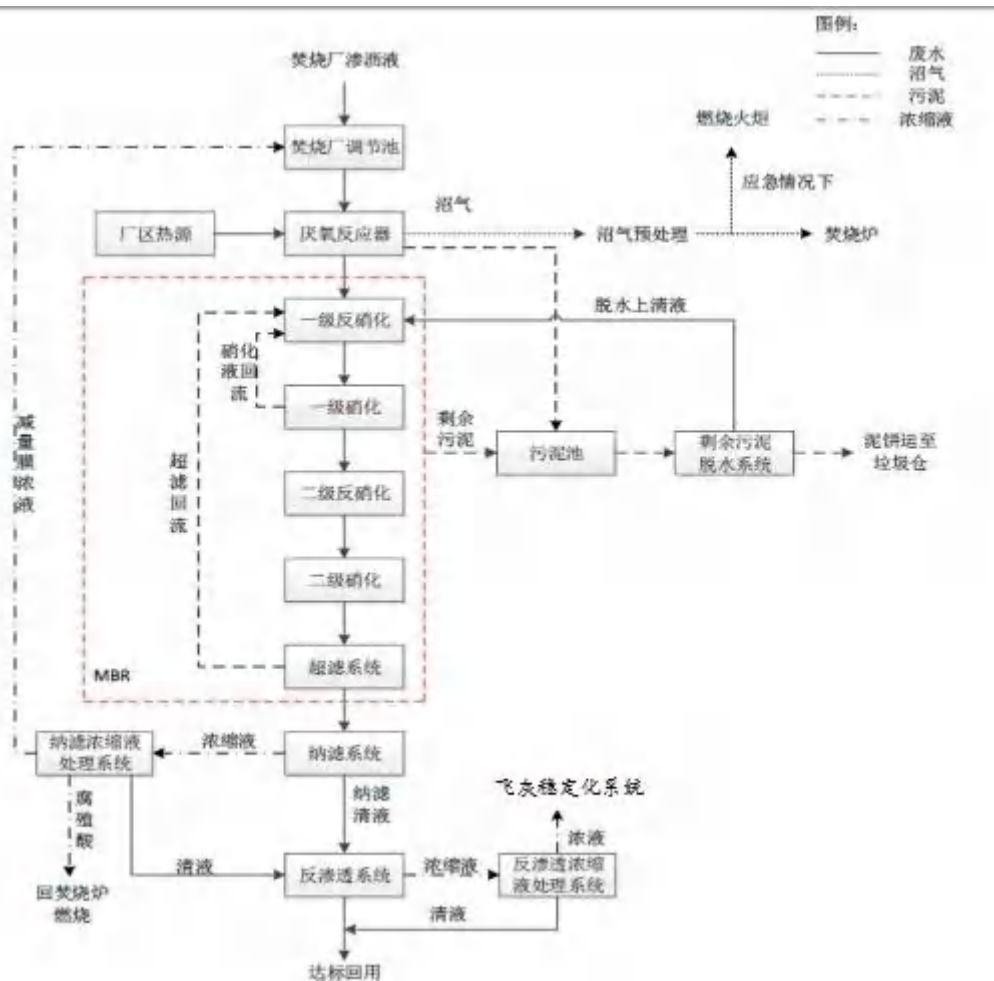 图例：
废水
沼气
污泥
浓缩液
焚烧厂渗沥液
焚烧厂调节池
燃烧火炬
应急情况下
沼气
厂区热源
厌氧反应器
沼气预处理
焚烧炉
一级反硝化
脱水上清液
硝化
液回
流
一级硝化
剩余
污泥
污泥池
剩余污泥
脱水系统
泥饼运至
垃圾仓
减
量
膜
浓
液
超
滤
回
流
二级反硝化
二级硝化
超滤系统
MBR
纳滤浓缩液
处理系统
浓缩液
纳滤系统
腐
殖
酸
纳滤
清液
飞灰稳定化系统
浓液
清液
反渗透系统
浓缩液
反渗透浓缩
液处理系统
回焚烧炉
燃烧
清液
达标回用